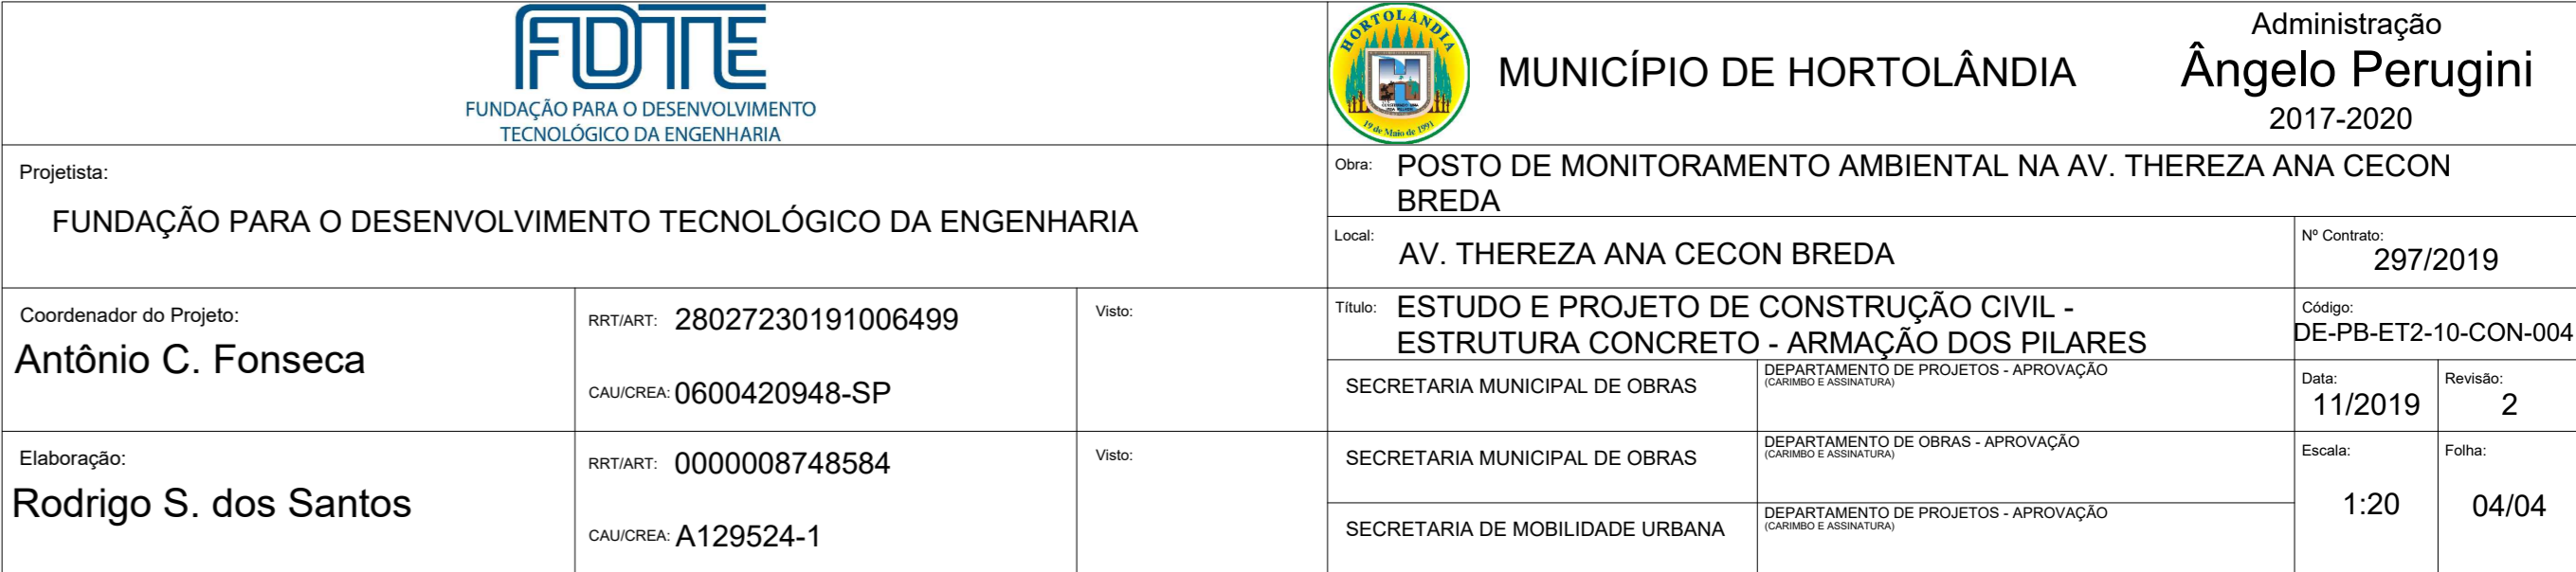 FDTE
FUNDAÇÃO PARA O DESENVOLVIMENTO
TECNOLÓGICO DA ENGENHARIA
HORTOLÂNDIA
19 de Maio de 1991
MUNICÍPIO DE HORTOLÂNDIA
Administração
Ângelo Perugini
2017-2020
Projetista:
FUNDAÇÃO PARA O DESENVOLVIMENTO TECNOLÓGICO DA ENGENHARIA
Obra: POSTO DE MONITORAMENTO AMBIENTAL NA AV. THEREZA ANA CECON
BREDA
Local: AV. THEREZA ANA CECON BREDA
Nº Contrato:
297/2019
Coordenador do Projeto:
Antônio C. Fonseca
RRT/ART: 28027230191006499
CAU/CREA: 0600420948-SP
Visto:
Título: ESTUDO E PROJETO DE CONSTRUÇÃO CIVIL -
ESTRUTURA CONCRETO - ARMAÇÃO DOS PILARES
Código:
DE-PB-ET2-10-CON-004
SECRETARIA MUNICIPAL DE OBRAS
DEPARTAMENTO DE PROJETOS - APROVAÇÃO
(CARIMBO E ASSINATURA)
Data:
11/2019
Revisão:
2
Elaboração:
Rodrigo S. dos Santos
RRT/ART: 0000008748584
CAU/CREA: A129524-1
Visto:
SECRETARIA MUNICIPAL DE OBRAS
DEPARTAMENTO DE OBRAS - APROVAÇÃO
(CARIMBO E ASSINATURA)
SECRETARIA DE MOBILIDADE URBANA
DEPARTAMENTO DE PROJETOS - APROVAÇÃO
(CARIMBO E ASSINATURA)
Escala:
1:20
Folha:
04/04